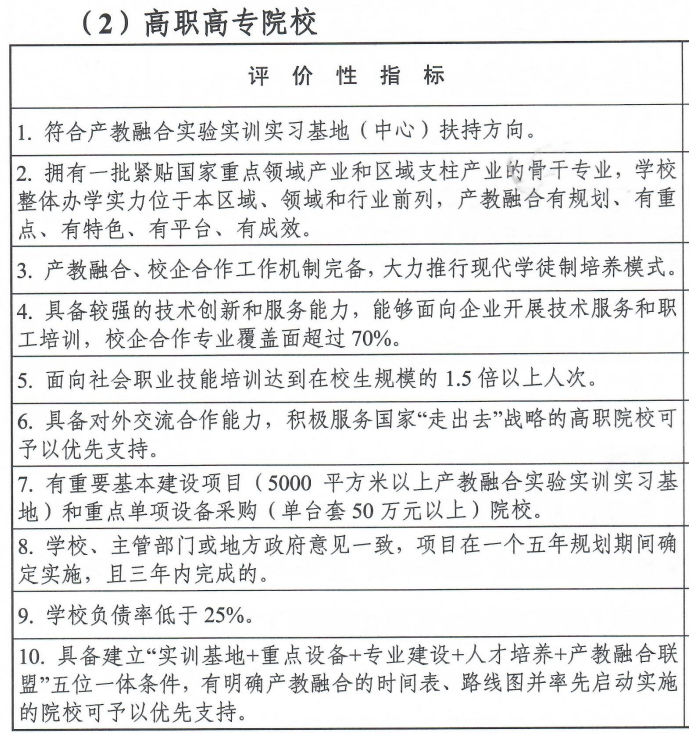 （2）高职高专院校
评 价 性 指 标
1. 符合产教融合实验实训实习基地（中心）扶持方向。
2. 拥有一批紧贴国家重点领域产业和区域支柱产业的骨干专业，学校
整体办学实力位于本区域、领域和行业前列，产教融合有规划、有重
点、有特色、有平台、有成效。
3. 产教融合、校企合作工作机制完备，大力推行现代学徒制培养模式。
4. 具备较强的技术创新和服务能力，能够面向企业开展技术服务和职
工培训，校企合作专业覆盖面超过 70%。
5. 面向社会职业技能培训达到在校生规模的 1.5 倍以上人次。
6. 具备对外交流合作能力，积极服务国家“走出去”战略的高职院校可
予以优先支持。
7. 有重要基本建设项目（5000 平方米以上产教融合实验实训实习基
地）和重点单项设备采购（单台套 50 万元以上）院校。
8. 学校、主管部门或地方政府意见一致，项目在一个五年规划期间确
定实施，且三年内完成的。
9. 学校负债率低于 25%。
10. 具备建立“实训基地+重点设备+专业建设+人才培养+产教融合联
盟”五位一体条件，有明确产教融合的时间表、路线图并率先启动实施
的院校可予以优先支持。